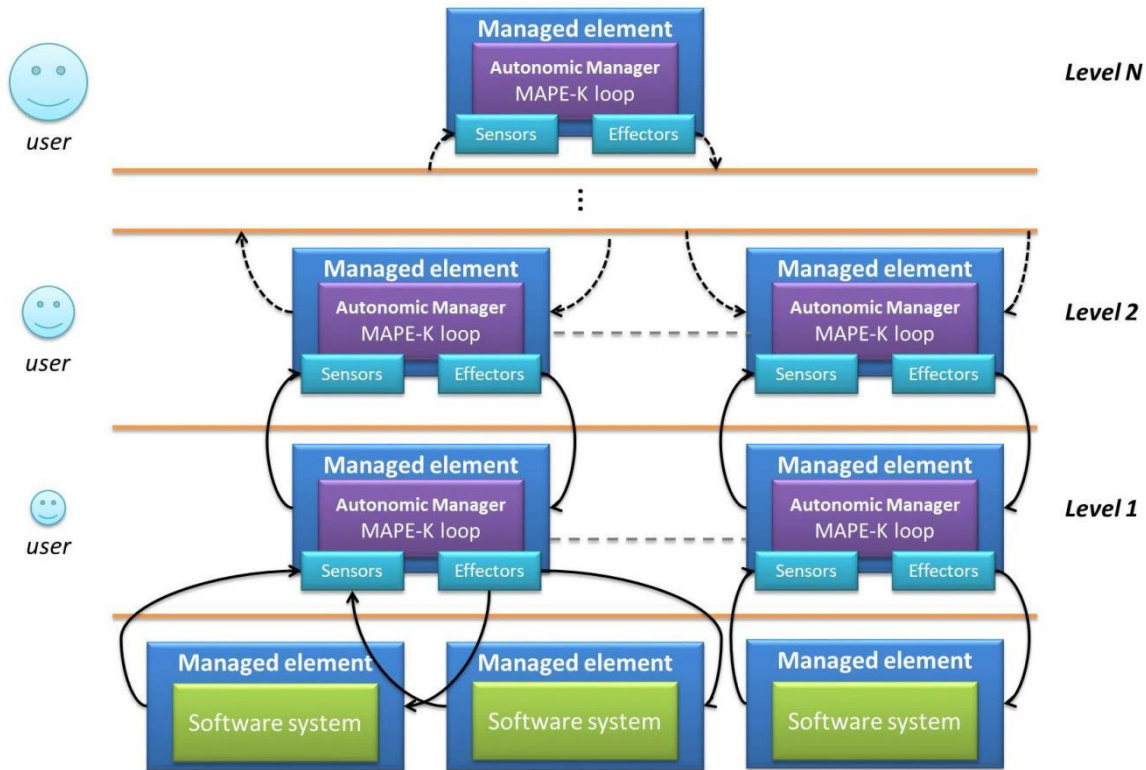 Managed element
Autonomic Manager
MAPE-K loop
Sensors Effectors
Level N
user
⋮
Managed element Managed element
Autonomic Manager Autonomic Manager
MAPE-K loop MAPE-K loop
Level 2
user
Sensors Effectors Sensors Effectors
Managed element Managed element
Autonomic Manager Autonomic Manager
MAPE-K loop MAPE-K loop
Level 1
user
Sensors Effectors Sensors Effectors
Managed element Managed element Managed element
Software system Software system Software system